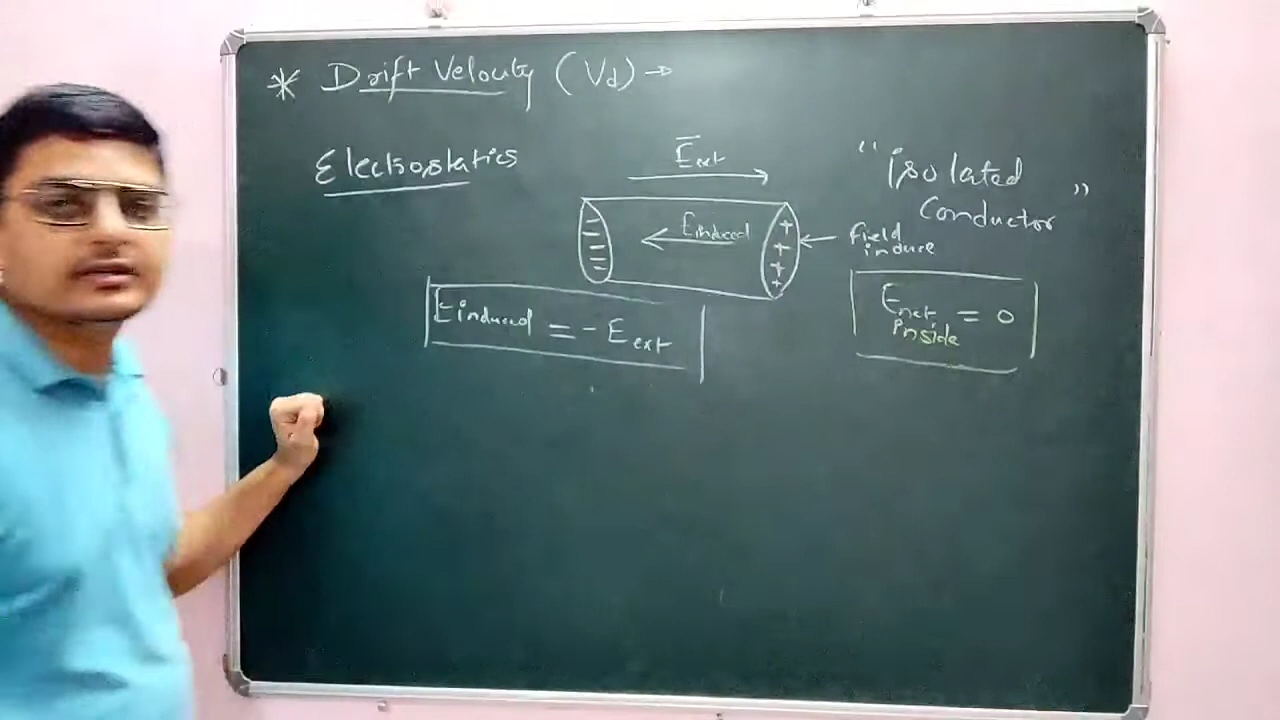 * Drift Velocity (Vd) →
Electrostatics
Eext
"isolated
Conductor"
Einduced
field
induce
Einduced = - Eext
Enet = 0
inside